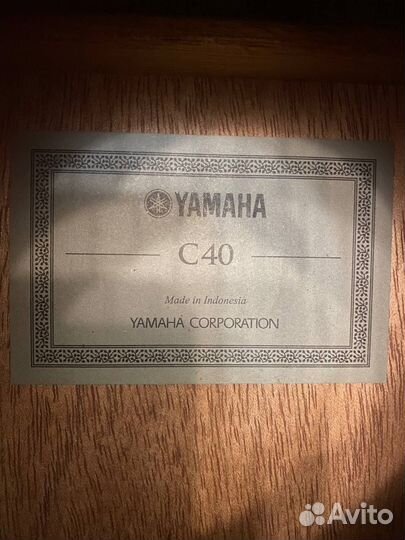 YAMAHA
C40
Made in Indonesia
YAMAHA CORPORATION
Avito